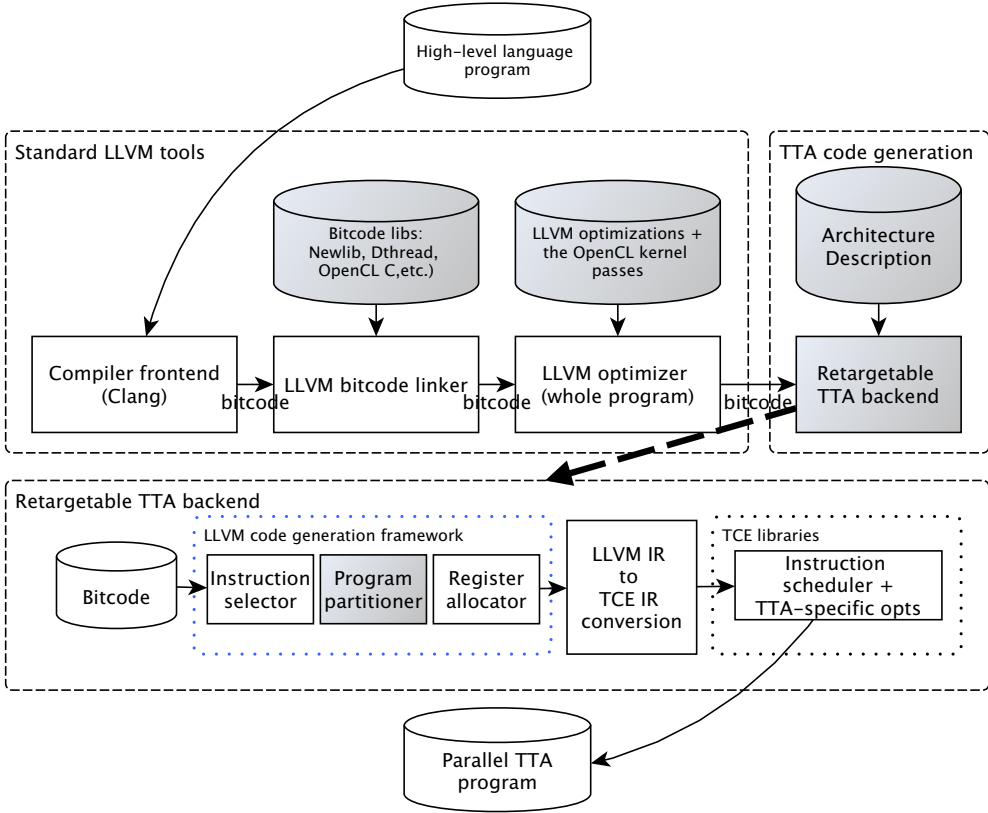 High-level language
program
Standard LLVM tools
TTA code generation
Bitcode libs:
Newlib, Dthread,
OpenCL C,etc.)
LLVM optimizations +
the OpenCL kernel
passes
Architecture
Description
Compiler frontend
(Clang)
bitcode
LLVM bitcode linker
bitcode
LLVM optimizer
(whole program)
bitcode
Retargetable
TTA backend
Retargetable TTA backend
LLVM code generation framework
TCE libraries
Bitcode
Instruction
selector
Program
partitioner
Register
allocator
LLVM IR
to
TCE IR
conversion
Instruction
scheduler +
TTA-specific opts
Parallel TTA
program